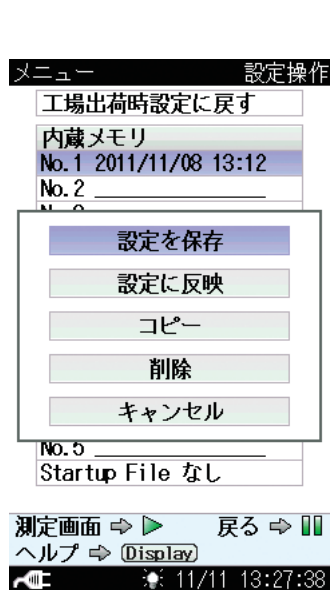 メニュー 設定操作
工場出荷時設定に戻す
内蔵メモリ
No.1 2011/11/08 13:12
No.2
設定を保存
設定に反映
コピー
削除
キャンセル
No.5
Startup File なし
測定画面 ⇨ ▷ 戻る ⇨ ▯▯
ヘルプ ⇨ Display
11/11 13:27:38